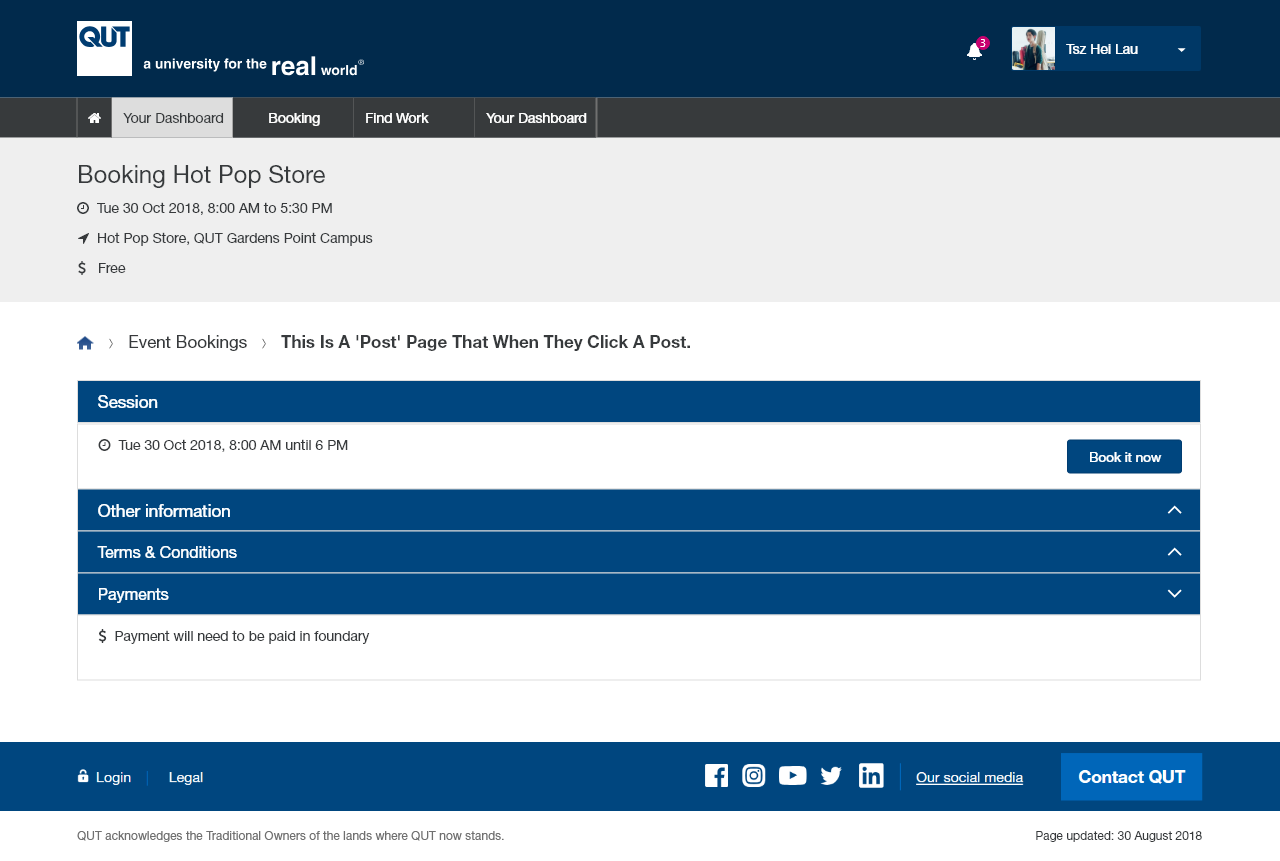 QUT
a university for the real world®
3
Tsz Hei Lau
Your Dashboard
Booking
Find Work
Your Dashboard
Booking Hot Pop Store
Tue 30 Oct 2018, 8:00 AM to 5:30 PM
Hot Pop Store, QUT Gardens Point Campus
$ Free
Event Bookings
This Is A 'Post' Page That When They Click A Post.
Session
Tue 30 Oct 2018, 8:00 AM until 6 PM
Book it now
Other information
Terms & Conditions
Payments
$ Payment will need to be paid in foundary
Login
Legal
Our social media
Contact QUT
QUT acknowledges the Traditional Owners of the lands where QUT now stands.
Page updated: 30 August 2018